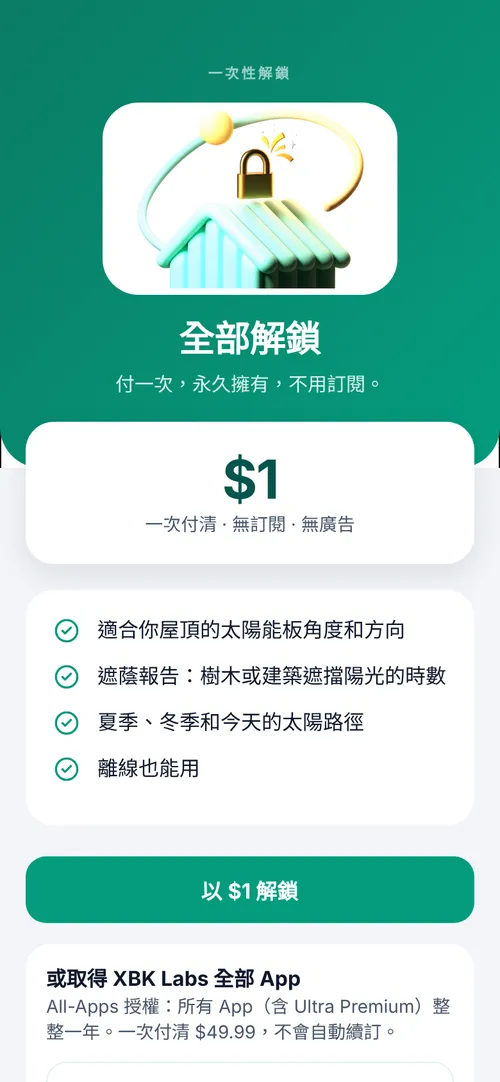 一次性解鎖
全部解鎖
付一次，永久擁有，不用訂閱。
$1
一次付清 · 無訂閱 · 無廣告
適合你屋頂的太陽能板角度和方向
遮蔭報告：樹木或建築遮擋陽光的時數
夏季、冬季和今天的太陽路徑
離線也能用
以 $1 解鎖
或取得 XBK Labs 全部 App
All-Apps 授權：所有 App（含 Ultra Premium）整
整一年。一次付清 $49.99，不會自動續訂。